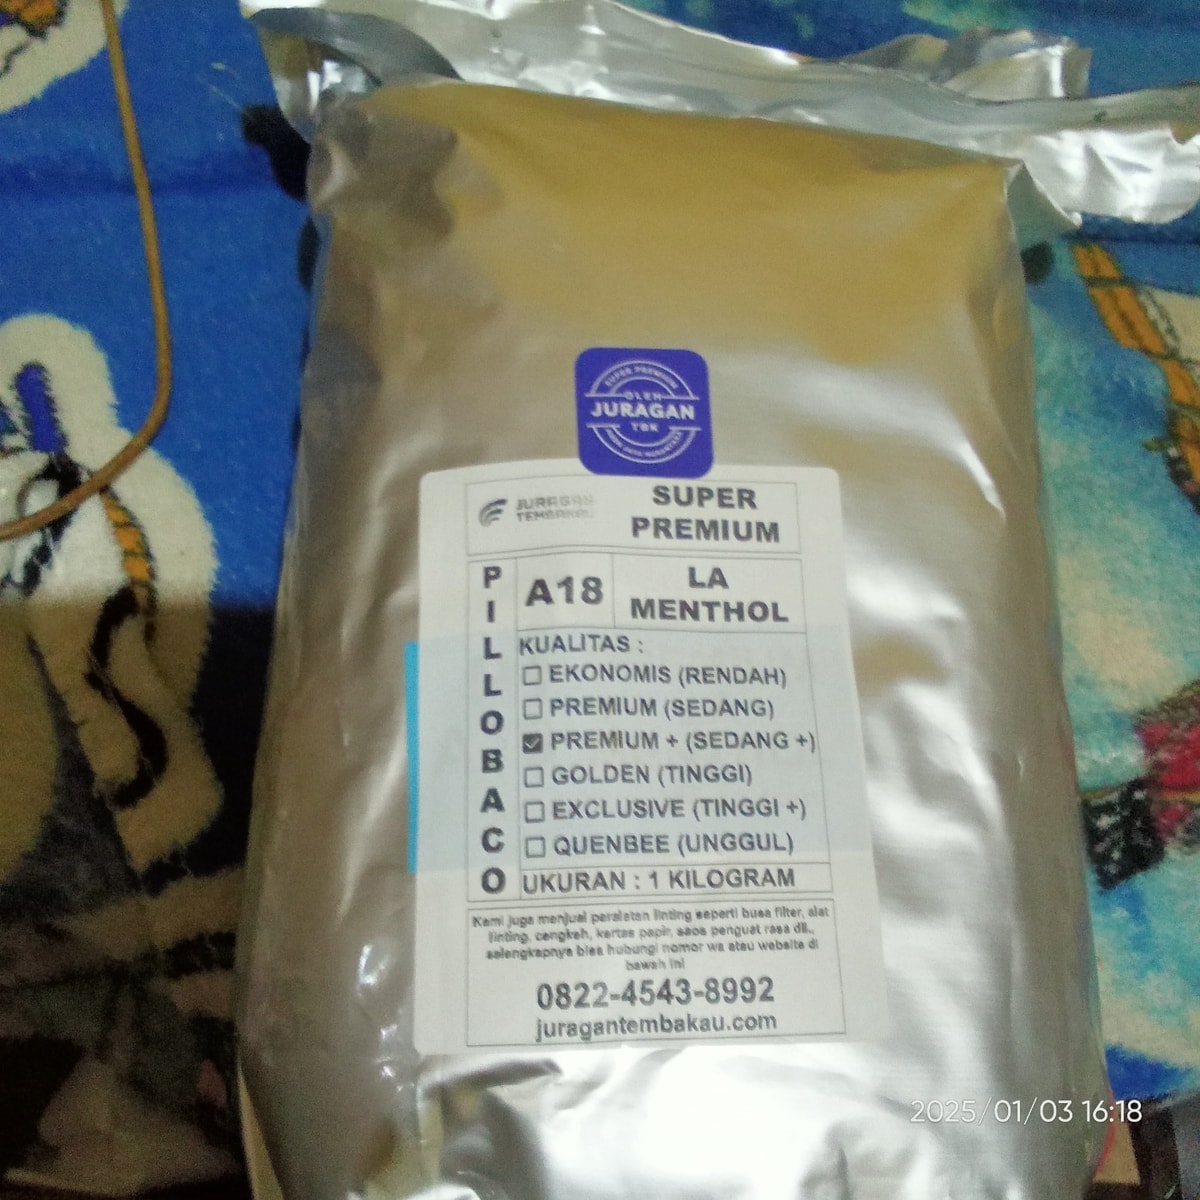 SUPER PREMIUM
OLEH
JURAGAN
TBK
JURAGAN
TEMBAKAU
SUPER
PREMIUM
PILLOBACO
A18
LA
MENTHOL
KUALITAS :
EKONOMIS (RENDAH)
PREMIUM (SEDANG)
PREMIUM + (SEDANG +)
GOLDEN (TINGGI)
EXCLUSIVE (TINGGI +)
QUENBEE (UNGGUL)
UKURAN : 1 KILOGRAM
Kami juga menjual peralatan linting seperti busa filter, alat
linting, cengkeh, kertas papir, saos penguat rasa dll.,
selengkapnya bisa hubungi nomor wa atau website di
bawah ini
0822-4543-8992
juragantembakau.com
2025/01/03 16:18